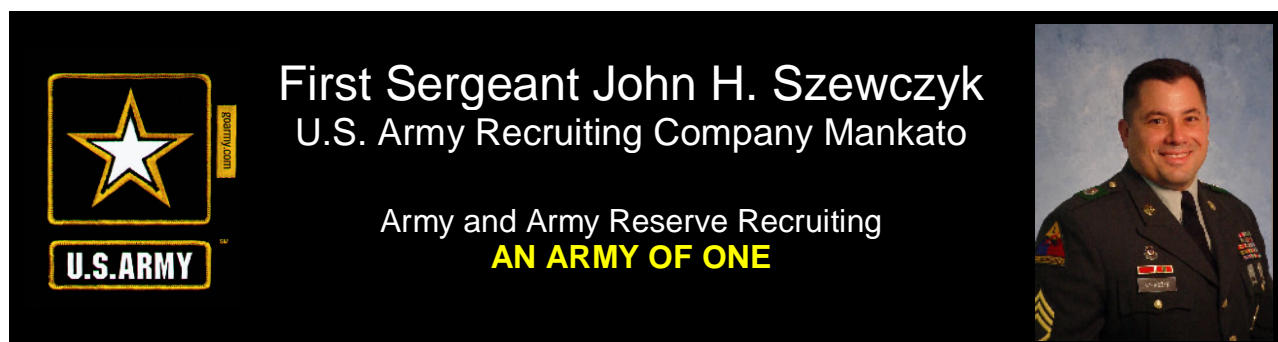 First Sergeant John H. Szewczyk
U.S. Army Recruiting Company Mankato
Army and Army Reserve Recruiting
AN ARMY OF ONE
goarmy.com
U.S.ARMY